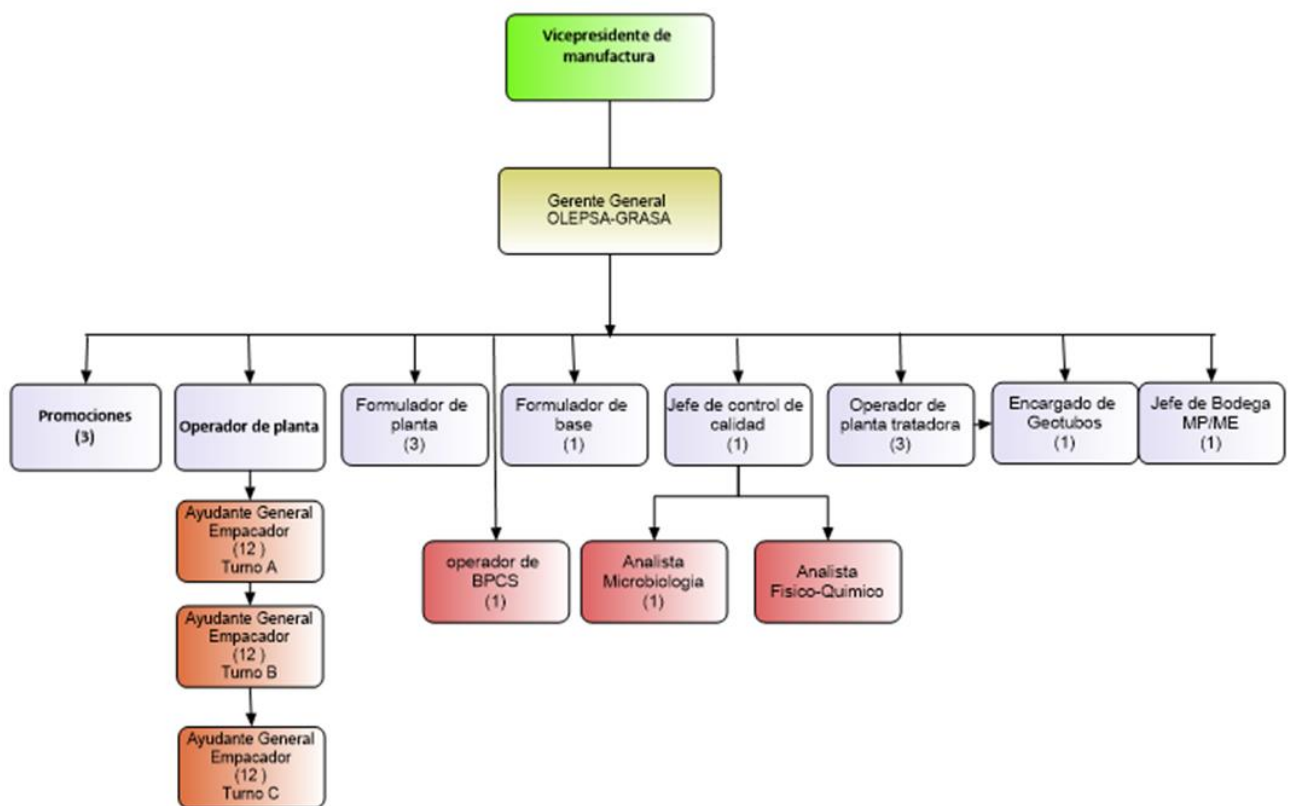 Vicepresidente de
manufactura
Gerente General
OLEPSA-GRASA
Promociones
(3)
Operador de planta
Formulador de
planta
(3)
Formulador de
base
(1)
Jefe de control de
calidad
(1)
Operador de
planta tratadora
(3)
Encargado de
Geotubos
(1)
Jefe de Bodega
MP/ME
(1)
Ayudante General
Empacador
(12 )
Turno A
operador de
BPCS
(1)
Analista
Microbiologia
(1)
Analista
Fisico-Quimico
Ayudante General
Empacador
(12 )
Turno B
Ayudante General
Empacador
(12 )
Turno C